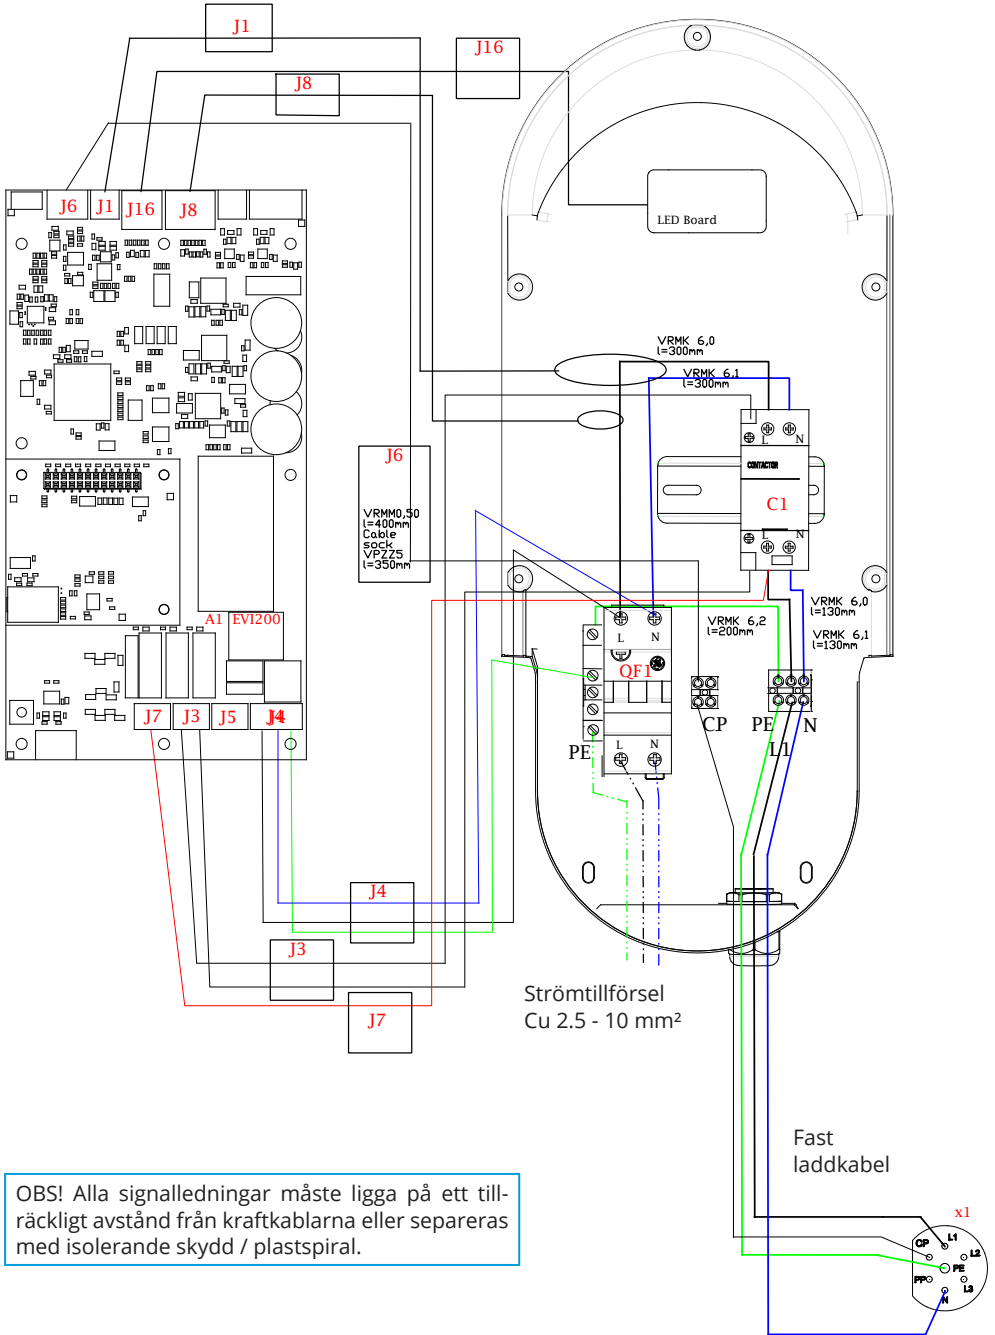 J1
J16
J8
J6
J1
J16
J8
LED Board
VRMK 6,0
l=300mm
VRMK 6,1
l=300mm
L
N
CONTACTOR
C1
L
N
J6
VRMM0,50
l=400mm
Cable
sock
VPZZ5
l=350mm
A1
EVI200
VRMK 6,2
l=200mm
VRMK 6,0
l=130mm
VRMK 6,1
l=130mm
L
N
QF1
CP
PE
L1
N
PE
L
N
J7
J3
J5
J4
J4
J3
J7
Strömtillförsel
Cu 2.5 - 10 mm²
Fast
laddkabel
OBS! Alla signalledningar måste ligga på ett till-
räckligt avstånd från kraftkablarna eller separeras
med isolerande skydd / plastspiral.
x1
L1
CP
L2
PE
PP
L3
N